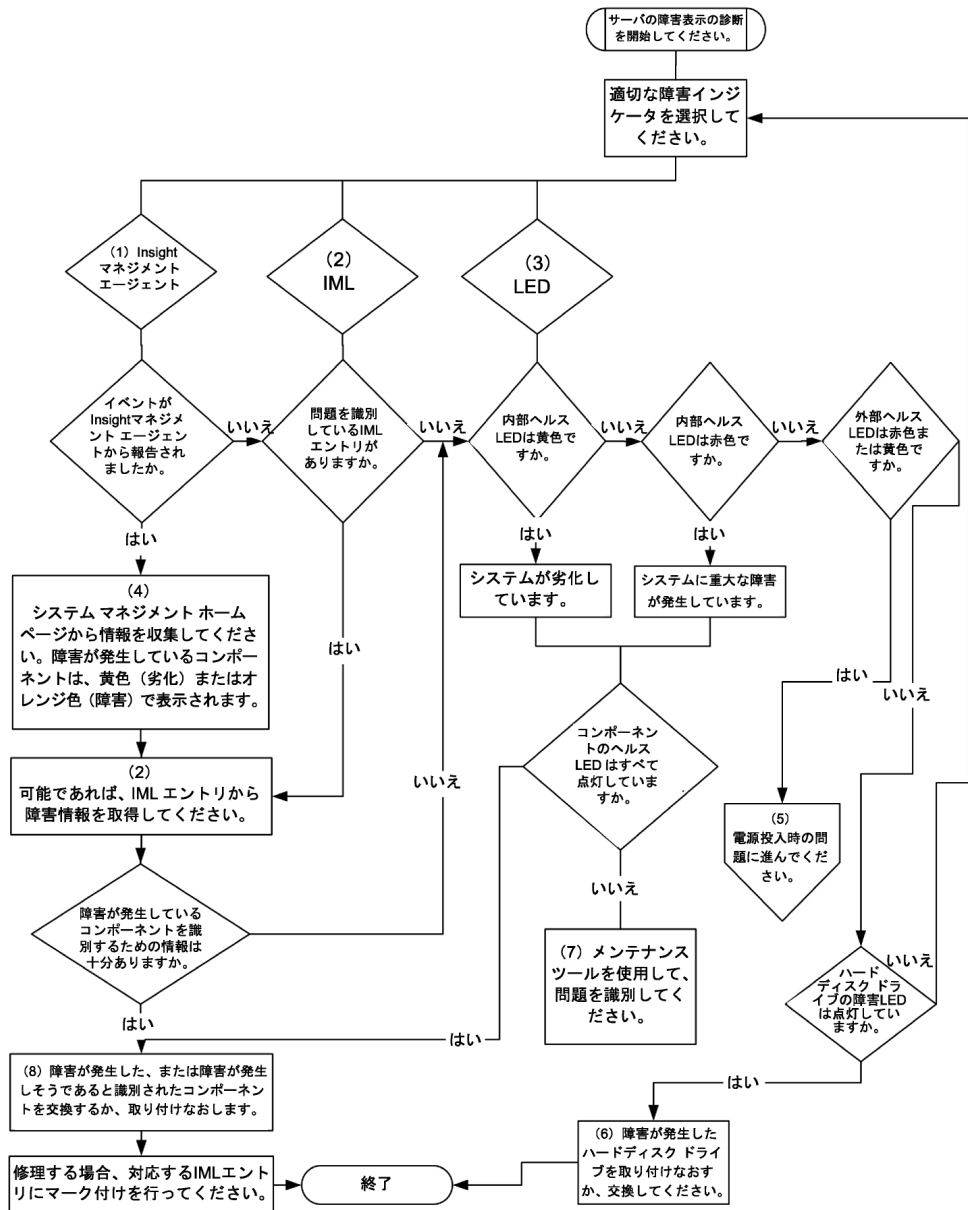 サーバの障害表示の診断
を開始してください。
適切な障害インジ
ケータを選択して
ください。
(1) Insight
マネジメント
エージェント
(2)
IML
(3)
LED
イベントが
Insightマネジメ
ント エージェン
トから報告され
ましたか。
いいえ
問題を識別
しているIML
エントリが
ありますか。
いいえ
内部ヘルス
LEDは黄色で
すか。
いいえ
内部ヘルス
LEDは赤色で
すか。
いいえ
外部ヘルス
LEDは赤色ま
たは黄色で
すか。
はい
はい
はい
(4)
システム マネジメント ホーム
ページから情報を収集してくださ
い。障害が発生しているコンポー
ネントは、黄色（劣化）またはオ
レンジ色（障害）で表示されます。
システムが劣化し
ています。
システムに重大な障害
が発生しています。
はい
はい
いいえ
(2)
可能であれば、IML エントリから
障害情報を取得してください。
いいえ
コンポーネント
のヘルス
LED はすべて
点灯していま
すか。
(5)
電源投入時の問
題に進んでくだ
さい。
障害が発生している
コンポーネントを識
別するための情報は
十分ありますか。
いいえ
(7) メンテナンス
ツールを使用して、
問題を識別してく
ださい。
いいえ
ハード
ディスク ドラ
イブの障害LED
は点灯してい
ますか。
はい
はい
はい
(8) 障害が発生した、または障害が発生
しそうであると識別されたコンポーネント
を交換するか、取り付けなおします。
(6) 障害が発生した
ハードディスク ドライ
ブを取り付けなおす
か、交換してください。
修理する場合、対応するIMLエント
リにマーク付けを行ってください。
終了